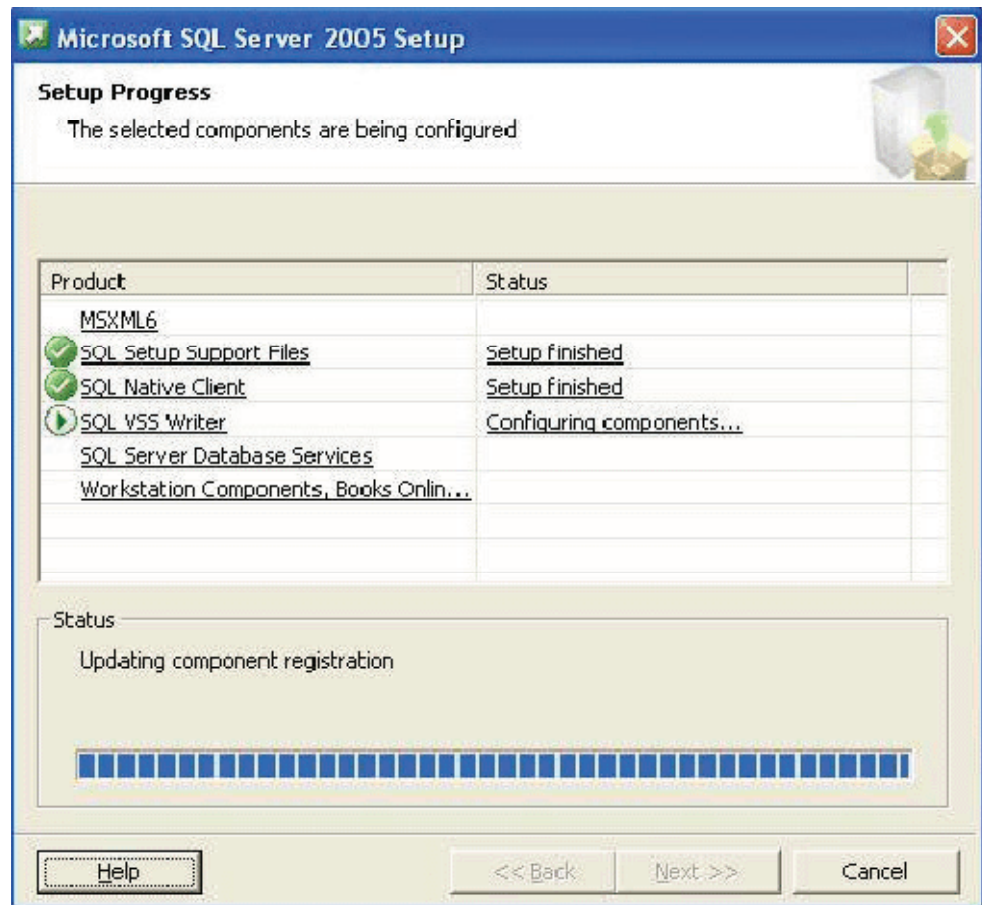 Microsoft SQL Server 2005 Setup
Setup Progress
The selected components are being configured
Product Status
MSXML6
SQL Setup Support Files Setup finished
SQL Native Client Setup finished
SQL VSS Writer Configuring components...
SQL Server Database Services
Workstation Components, Books Onlin...
Status
Updating component registration
Help << Back Next >> Cancel